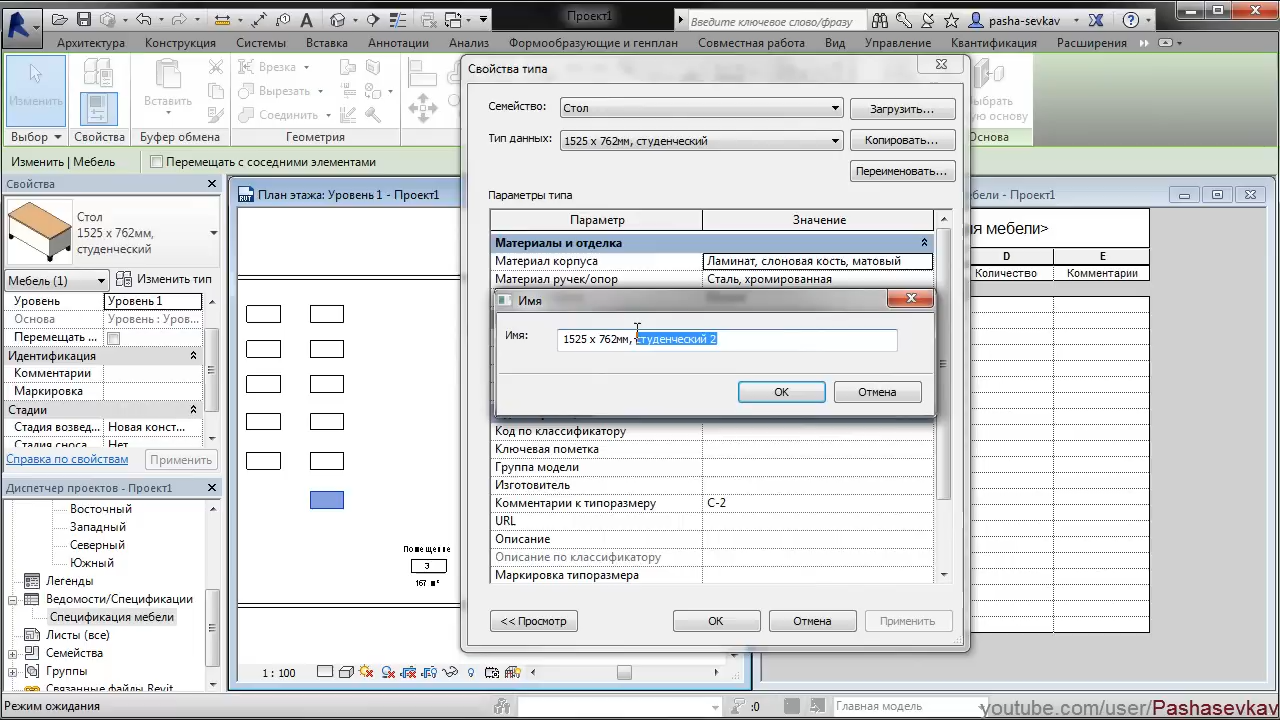 Проект1
Введите ключевое слово/фразу
pasha-sevkav
Архитектура Конструкция Системы Вставка Аннотации Анализ Формообразующие и генплан Совместная работа Вид Управление Квантификация Расширения
Изменить
Вставить
Врезка
Вырезать
Соединить
Выбрать
новую основу
Выбор Свойства Буфер обмена Геометрия Основа
Изменить | Мебель
Перемещать с соседними элементами
Свойства
Стол
1525 x 762мм,
студенческий
Мебель (1)
Изменить тип
Уровень Уровень 1
Основа Уровень : Уров...
Перемещать ...
Идентификация
Комментарии
Маркировка
Стадии
Стадия возвед... Новая конст...
Стадия сноса Нет
Справка по свойствам
Применить
Диспетчер проектов - Проект1
Восточный
Западный
Северный
Южный
Легенды
Ведомости/Спецификации
Спецификация мебели
Листы (все)
Семейства
Группы
Связанные файлы Revit
План этажа: Уровень 1 - Проект1
Помещение
3
167 м²
1 : 100
Свойства типа
Семейство:
Стол
Загрузить...
Тип данных:
1525 x 762мм, студенческий
Копировать...
Переименовать...
Параметры типа
Параметр Значение
Материалы и отделка
Материал корпуса Ламинат, слоновая кость, матовый
Материал ручек/опор Сталь, хромированная
Имя
Имя:
1525 x 762мм, студенческий 2
OK
Отмена
Код по классификатору
Ключевая пометка
Группа модели
Изготовитель
Комментарии к типоразмеру С-2
URL
Описание
Описание по классификатору
Маркировка типоразмера
<< Просмотр
OK
Отмена
Применить
бели - Проект1
я мебели>
D E
Количество Комментарии
Режим ожидания
:0
Главная модель
youtube.com/user/Pashasevkav